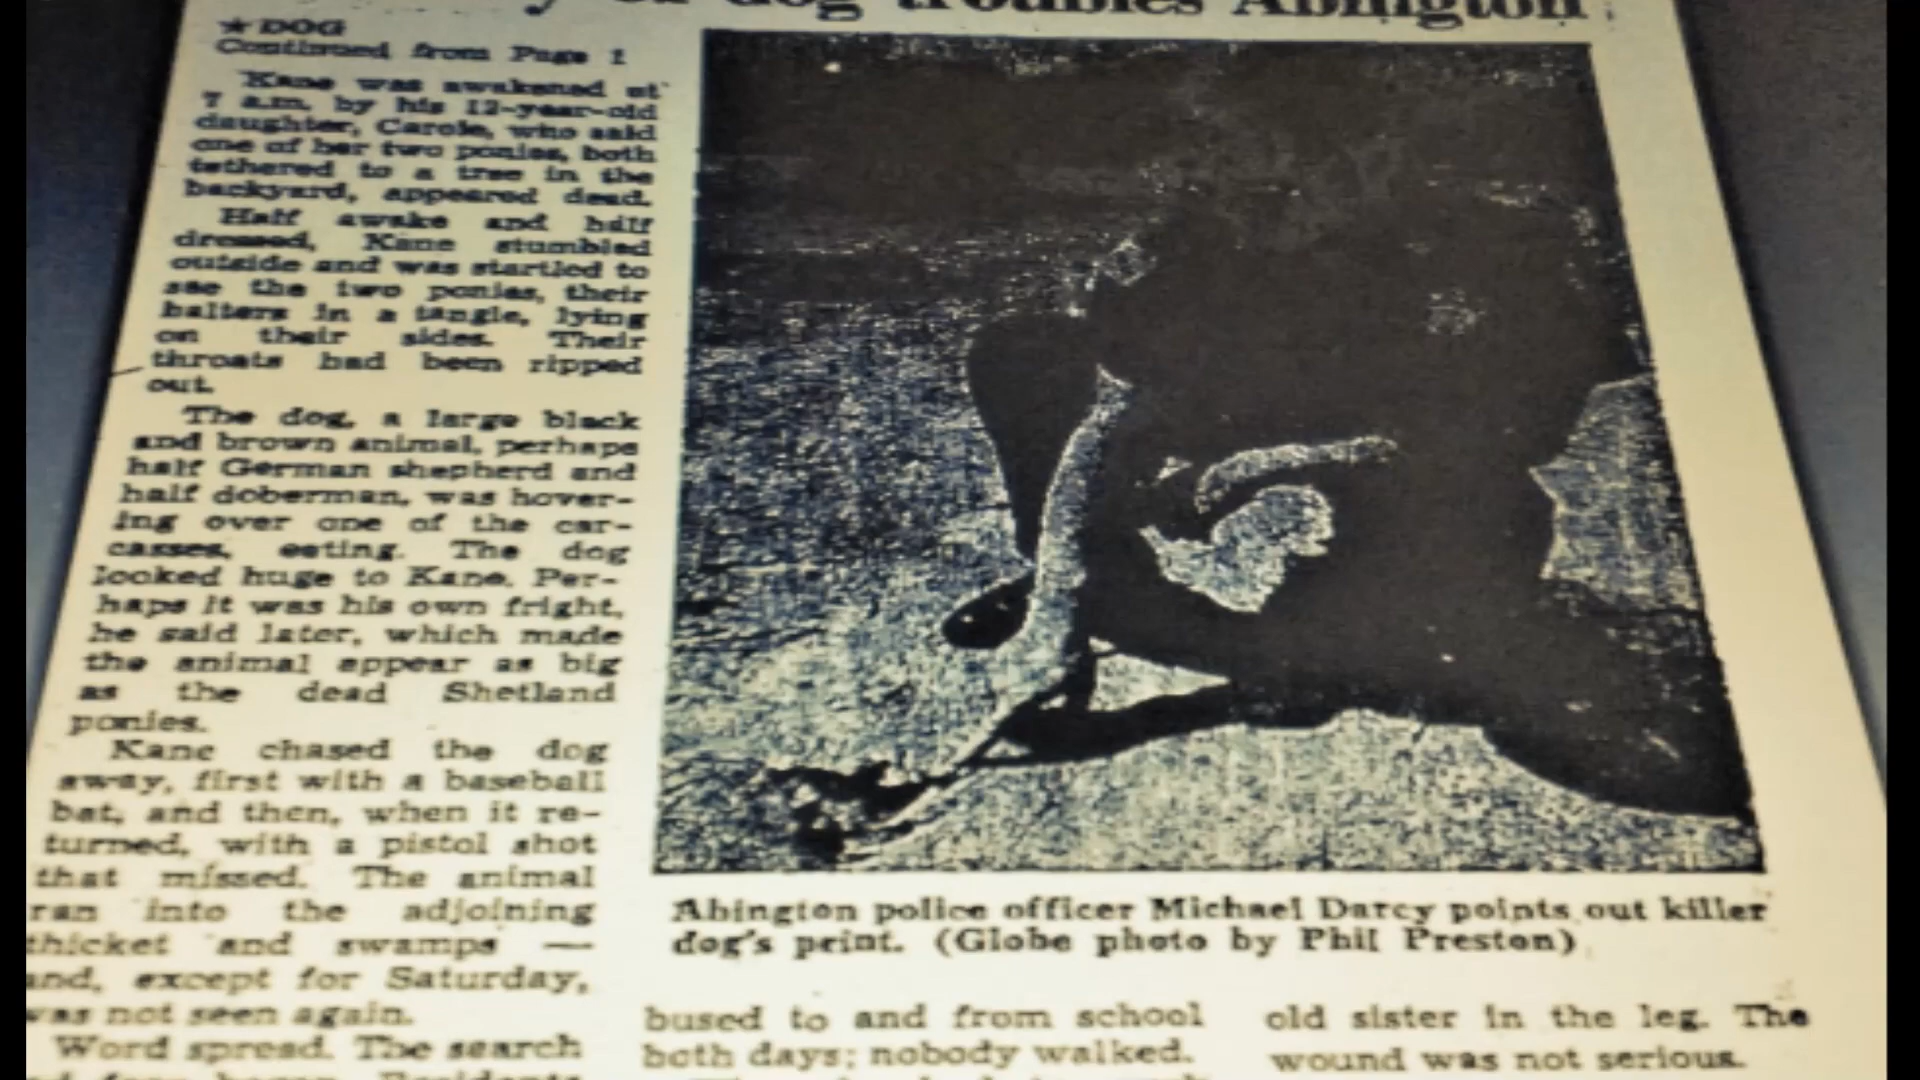 of dog troubles Abington
★ DOG
Continued from Page 1
Kane was awakened at
7 a.m. by his 12-year-old
daughter, Carole, who said
one of her two ponies, both
tethered to a tree in the
backyard, appeared dead.
Half awake and half
dressed, Kane stumbled
outside and was startled to
see the two ponies, their
halters in a tangle, lying
on their sides. Their
throats had been ripped
out.
The dog, a large black
and brown animal, perhaps
half German shepherd and
half doberman, was hover-
ing over one of the car-
casses, eating. The dog
looked huge to Kane. Per-
haps it was his own fright,
he said later, which made
the animal appear as big
as the dead Shetland
ponies.
Kane chased the dog
away, first with a baseball
bat, and then, when it re-
turned, with a pistol shot
that missed. The animal
ran into the adjoining
thicket and swamps —
and, except for Saturday,
was not seen again.
Word spread. The search
Abington police officer Michael Darcy points out killer
dog's print. (Globe photo by Phil Preston)
bused to and from school
both days; nobody walked.
old sister in the leg. The
wound was not serious.